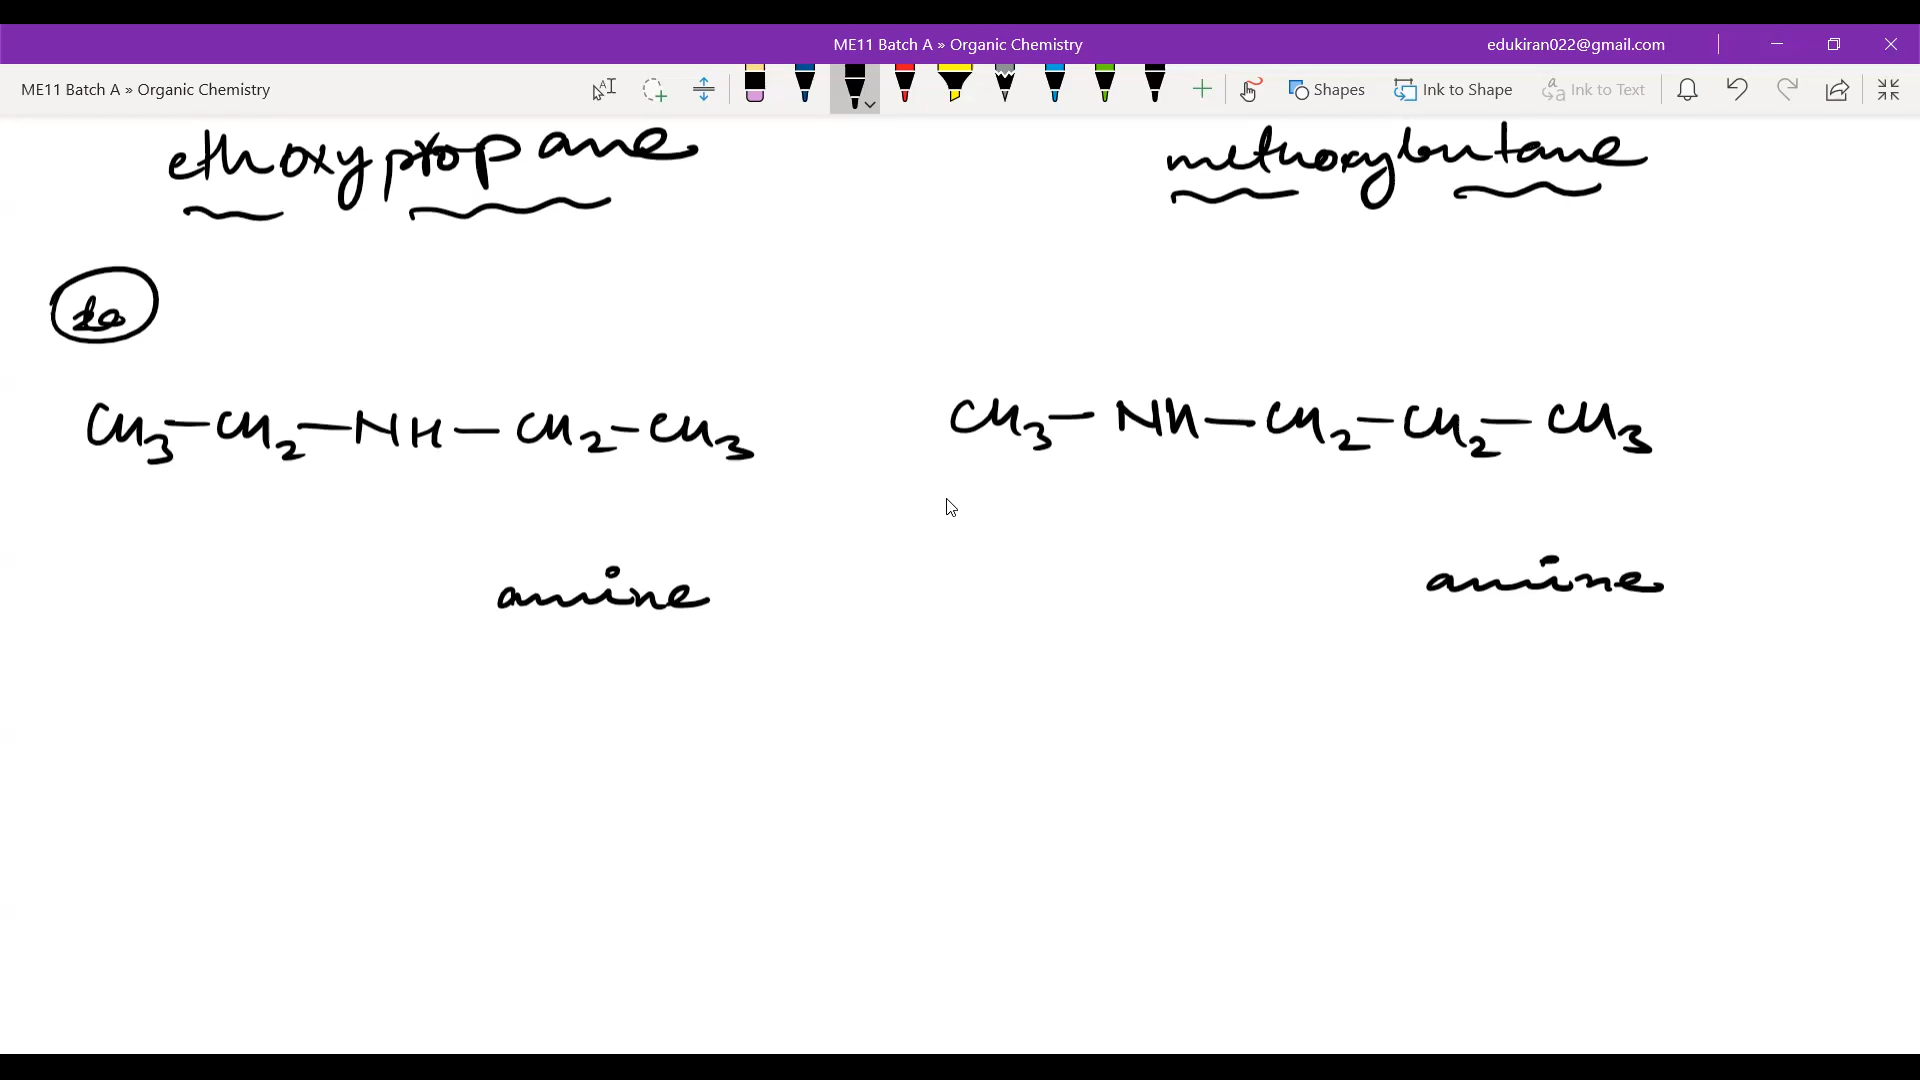 ME11 Batch A » Organic Chemistry
edukiran022@gmail.com
ME11 Batch A » Organic Chemistry
Shapes
Ink to Shape
Ink to Text
ethoxypropane
methoxybutane
CH3-CH2-NH-CH2-CH3
CH3-NH-CH2-CH2-CH3
amine
amine